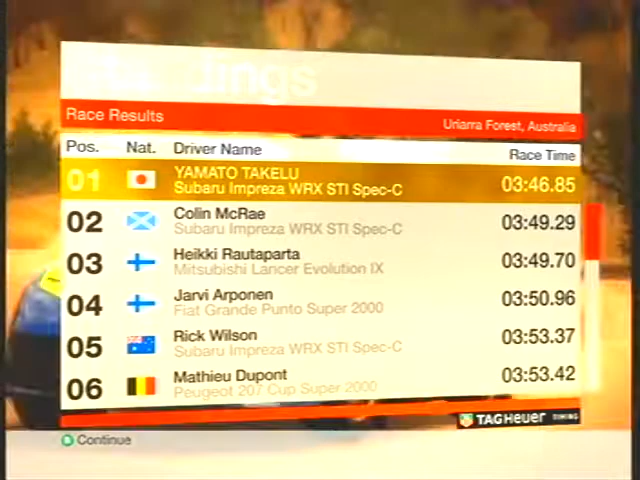 standings
Race Results
Uriarra Forest, Australia
Pos. Nat. Driver Name Race Time
01 YAMATO TAKELU 03:46.85
Subaru Impreza WRX STI Spec-C
02 Colin McRae 03:49.29
Subaru Impreza WRX STI Spec-C
03 Heikki Rautaparta 03:49.70
Mitsubishi Lancer Evolution IX
04 Jarvi Arponen 03:50.96
Fiat Grande Punto Super 2000
05 Rick Wilson 03:53.37
Subaru Impreza WRX STI Spec-C
06 Mathieu Dupont 03:53.42
Peugeot 207 Cup Super 2000
TAGHeuer TIMING
Continue